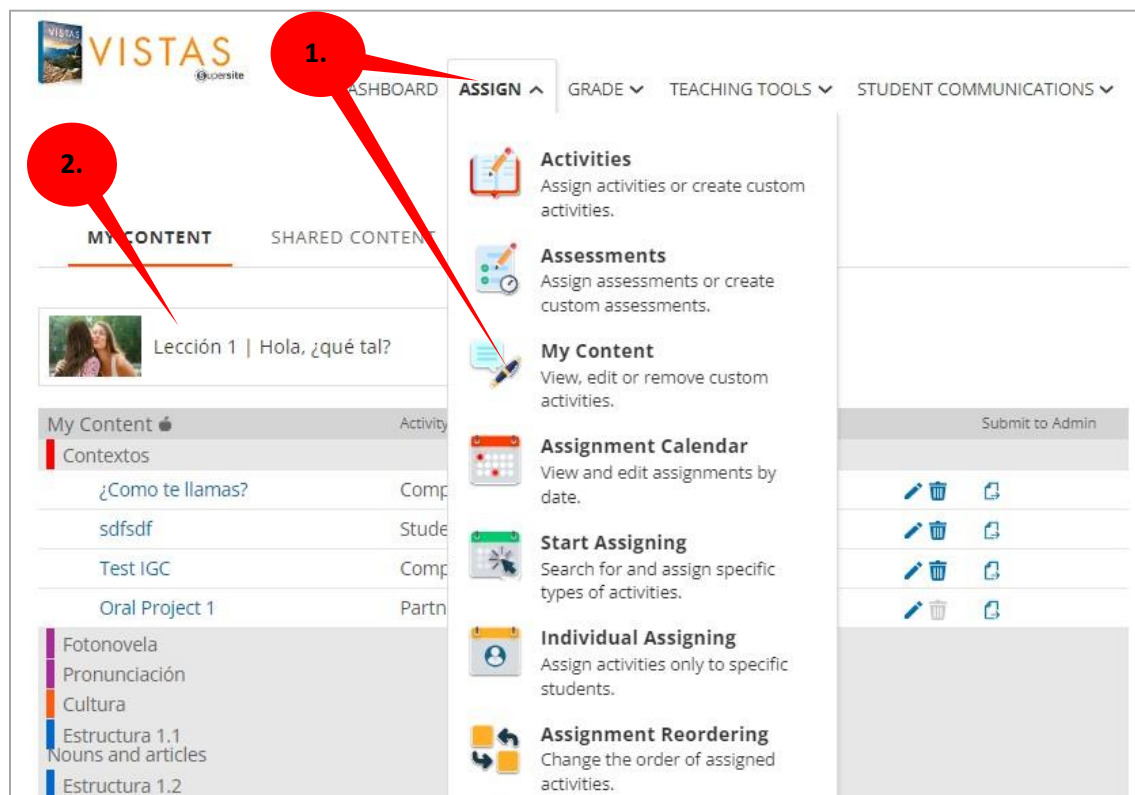 VISTAS
VISTAS
Supersite
1.
ASHBOARD ASSIGN GRADE TEACHING TOOLS STUDENT COMMUNICATIONS
2.
MY CONTENT SHARED CONTENT
Lección 1 | Hola, ¿qué tal?
Activities
Assign activities or create custom
activities.
Assessments
Assign assessments or create
custom assessments.
My Content
View, edit or remove custom
activities.
Assignment Calendar
View and edit assignments by
date.
Start Assigning
Search for and assign specific
types of activities.
Individual Assigning
Assign activities only to specific
students.
Assignment Reordering
Change the order of assigned
activities.
My Content Activity Submit to Admin
Contextos
¿Como te llamas? Comp
sdfsdf Stude
Test IGC Comp
Oral Project 1 Partn
Fotonovela
Pronunciación
Cultura
Estructura 1.1
Nouns and articles
Estructura 1.2